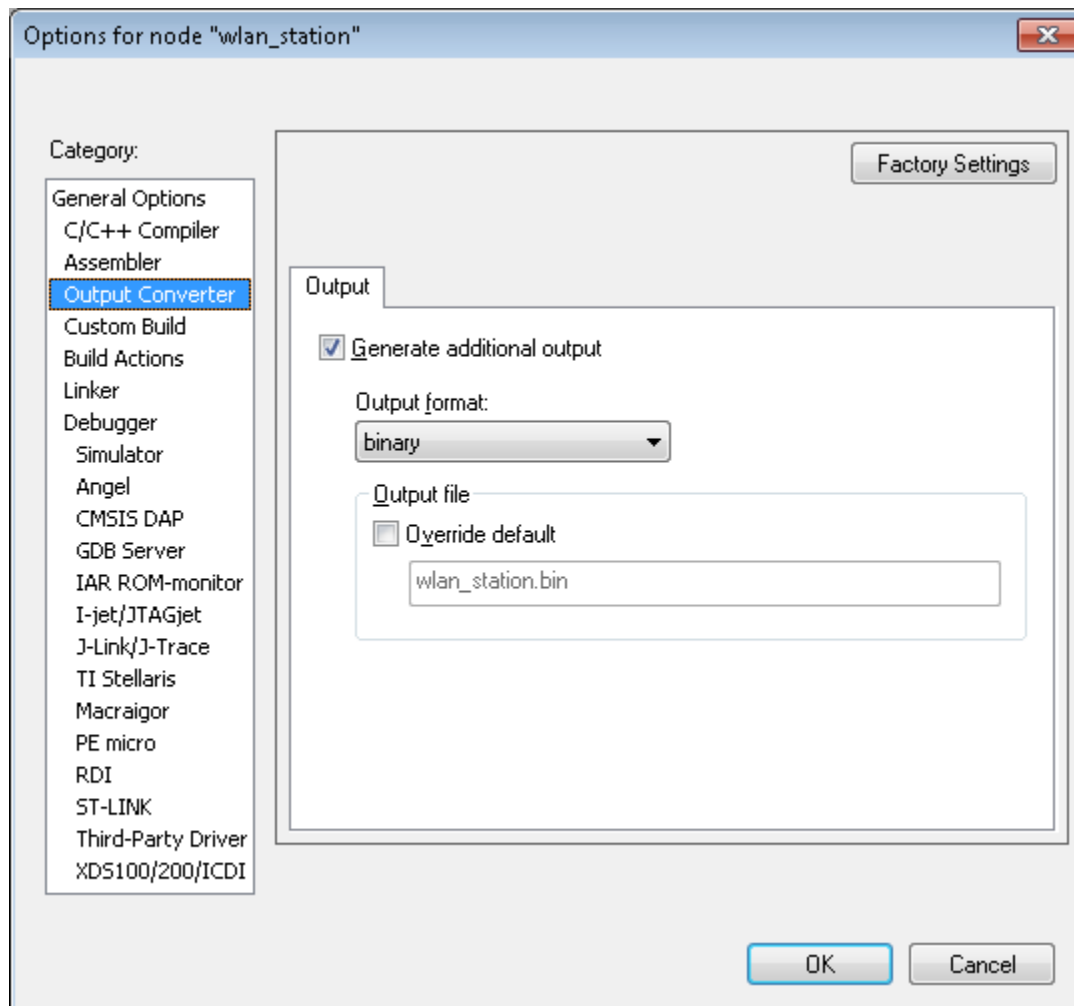 Options for node "wlan_station"
Category:
General Options
C/C++ Compiler
Assembler
Output Converter
Custom Build
Build Actions
Linker
Debugger
Simulator
Angel
CMSIS DAP
GDB Server
IAR ROM-monitor
I-jet/JTAGjet
J-Link/J-Trace
TI Stellaris
Macraigor
PE micro
RDI
ST-LINK
Third-Party Driver
XDS100/200/ICDI
Factory Settings
Output
Generate additional output
Output format:
binary
Output file
Override default
wlan_station.bin
OK
Cancel